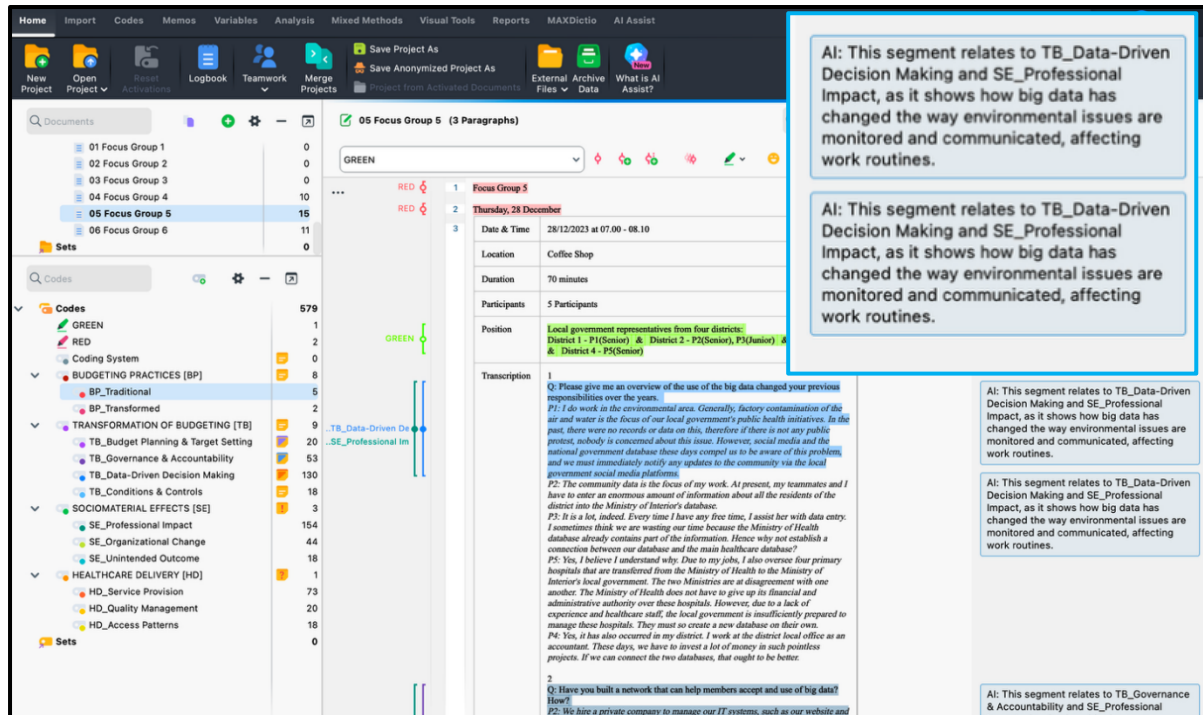 Home Import Codes Memos Variables Analysis Mixed Methods Visual Tools Reports MAXDictio AI Assist
New Project
Open Project
Reset Activations
Logbook
Teamwork
Merge Projects
Save Project As
Save Anonymized Project As
Project from Activated Documents
External Files
Archive Data
New
What is AI Assist?
Documents
01 Focus Group 1 0
02 Focus Group 2 0
03 Focus Group 3 0
04 Focus Group 4 10
05 Focus Group 5 15
06 Focus Group 6 11
Sets 0
Codes
Codes 579
GREEN 1
RED 2
Coding System 0
BUDGETING PRACTICES [BP] 8
BP_Traditional 5
BP_Transformed 2
TRANSFORMATION OF BUDGETING [TB] 9
TB_Budget Planning & Target Setting 20
TB_Governance & Accountability 53
TB_Data-Driven Decision Making 130
TB_Conditions & Controls 18
SOCIOMATERIAL EFFECTS [SE] 3
SE_Professional Impact 154
SE_Organizational Change 44
SE_Unintended Outcome 18
HEALTHCARE DELIVERY [HD] 1
HD_Service Provision 73
HD_Quality Management 20
HD_Access Patterns 18
Sets 0
05 Focus Group 5 (3 Paragraphs)
GREEN
...
RED 1 Focus Group 5
RED 2 Thursday, 28 December
3 Date & Time 28/12/2023 at 07.00 - 08.10
Location Coffee Shop
Duration 70 minutes
Participants 5 Participants
GREEN
Position Local government representatives from four districts:
District 1 - P1(Senior) & District 2 - P2(Senior), P3(Junior) &
& District 4 - P5(Senior)
..TB_Data-Driven De
..SE_Professional Im
Transcription 1
Q: Please give me an overview of the use of the big data changed your previous
responsibilities over the years.
P1: I do work in the environmental area. Generally, factory contamination of the
air and water is the focus of our local government's public health initiatives. In the
past, there were no records or data on this, therefore if there is not any public
protest, nobody is concerned about this issue. However, social media and the
national government database these days compel us to be aware of this problem,
and we must immediately notify any updates to the community via the local
government social media platforms.
P2: The community data is the focus of my work. At present, my teammates and I
have to enter an enormous amount of information about all the residents of the
district into the Ministry of Interior's database.
P3: It is a lot, indeed. Every time I have any free time, I assist her with data entry.
I sometimes think we are wasting our time because the Ministry of Health
database already contains part of the information. Hence why not establish a
connection between our database and the main healthcare database?
P5: Yes, I believe I understand why. Due to my jobs, I also oversee four primary
hospitals that are transferred from the Ministry of Health to the Ministry of
Interior's local government. The two Ministries are at disagreement with one
another. The Ministry of Health does not have to give up its financial and
administrative authority over these hospitals. However, due to a lack of
experience and healthcare staff, the local government is insufficiently prepared to
manage these hospitals. They must so create a new database on their own.
P4: Yes, it has also occurred in my district. I work at the district local office as an
accountant. These days, we have to invest a lot of money in such pointless
projects. If we can connect the two databases, that ought to be better.
2
Q: Have you built a network that can help members accept and use of big data?
How?
P2: We hire a private company to manage our IT systems, such as our website and
AI: This segment relates to TB_Data-Driven
Decision Making and SE_Professional
Impact, as it shows how big data has
changed the way environmental issues are
monitored and communicated, affecting
work routines.
AI: This segment relates to TB_Data-Driven
Decision Making and SE_Professional
Impact, as it shows how big data has
changed the way environmental issues are
monitored and communicated, affecting
work routines.
AI: This segment relates to TB_Data-Driven
Decision Making and SE_Professional
Impact, as it shows how big data has
changed the way environmental issues are
monitored and communicated, affecting
work routines.
AI: This segment relates to TB_Data-Driven
Decision Making and SE_Professional
Impact, as it shows how big data has
changed the way environmental issues are
monitored and communicated, affecting
work routines.
AI: This segment relates to TB_Governance
& Accountability and SE_Professional